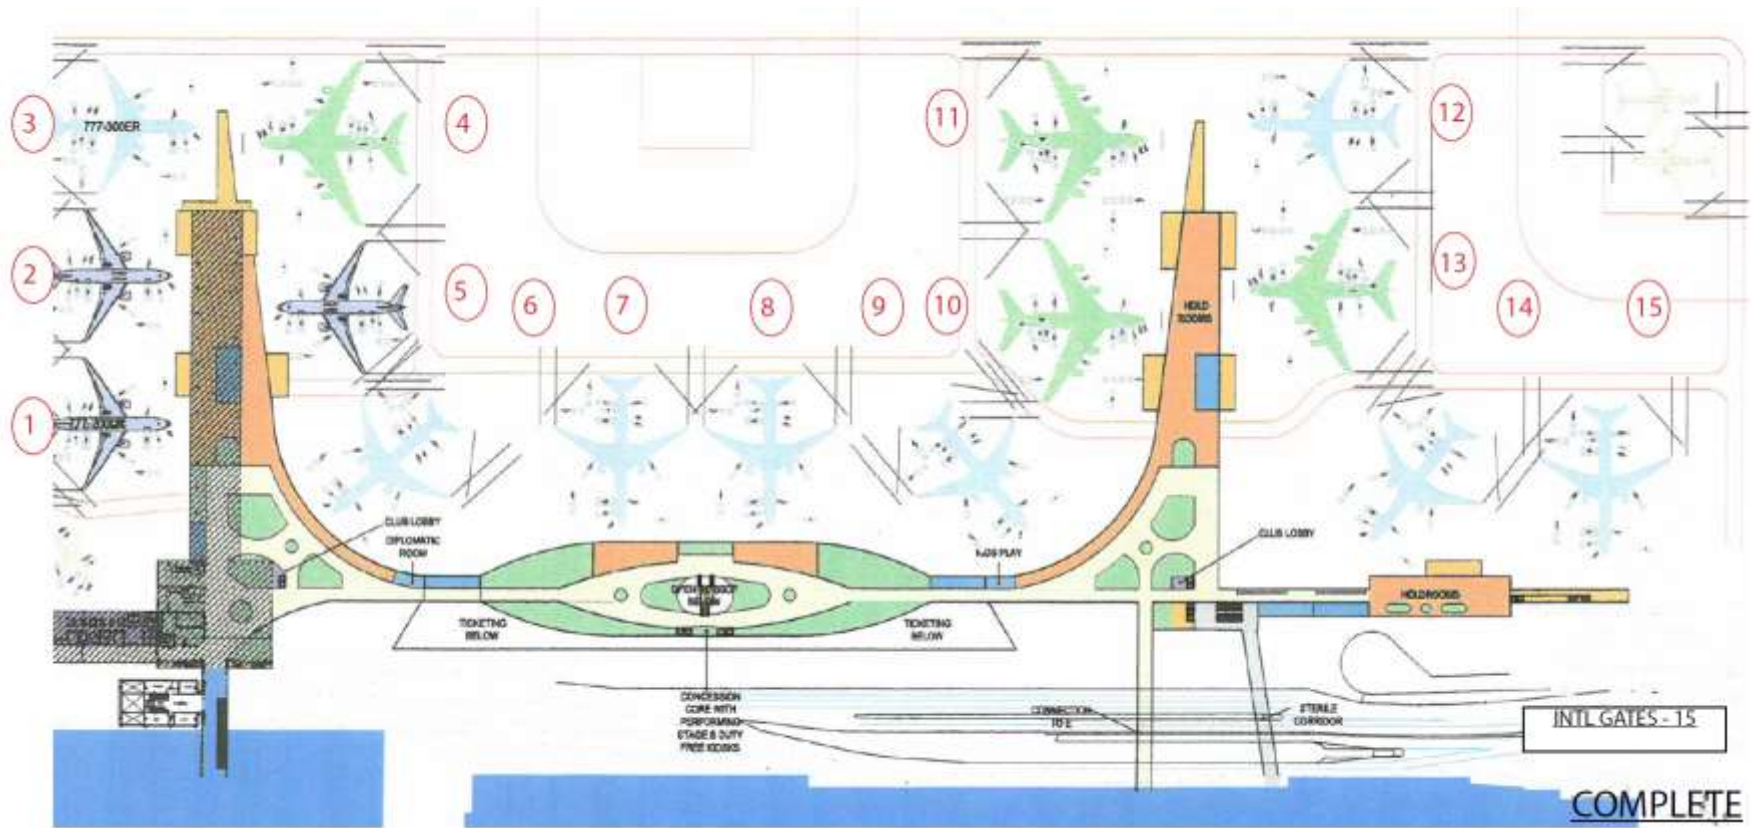 3
4
11
12
777-300ER
2
5
6
7
8
9
10
13
14
15
HOLD
ROOMS
1
777-200ER
CLUB LOBBY
DIPLOMATIC
ROOM
KIDS PLAY
CLUB LOBBY
BELOW
HOLDROOMS
TICKETING
BELOW
TICKETING
BELOW
CONCESSION
CORE WITH
PERFORMING
STAGE & DUTY
FREE KIOSKS
CONNECTION
TO E
STERILE
CORRIDOR
INTL GATES - 15
COMPLETE